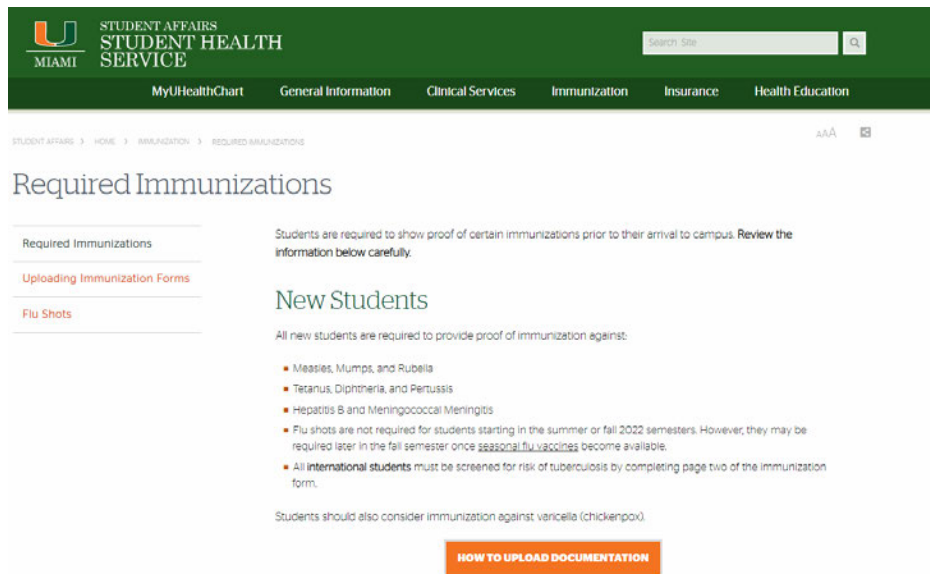 STUDENT AFFAIRS
STUDENT HEALTH
SERVICE
MIAMI
Search Site
MyUHealthChart General Information Clinical Services Immunization Insurance Health Education
STUDENT AFFAIRS > HOME > IMMUNIZATION > REQUIRED IMMUNIZATIONS
AAA
Required Immunizations
Required Immunizations
Uploading Immunization Forms
Flu Shots
Students are required to show proof of certain immunizations prior to their arrival to campus. Review the
information below carefully.
New Students
All new students are required to provide proof of immunization against:
Measles, Mumps, and Rubella
Tetanus, Diphtheria, and Pertussis
Hepatitis B and Meningococcal Meningitis
Flu shots are not required for students starting in the summer or fall 2022 semesters. However, they may be
required later in the fall semester once seasonal flu vaccines become available.
All international students must be screened for risk of tuberculosis by completing page two of the immunization
form.
Students should also consider immunization against varicella (chickenpox).
HOW TO UPLOAD DOCUMENTATION